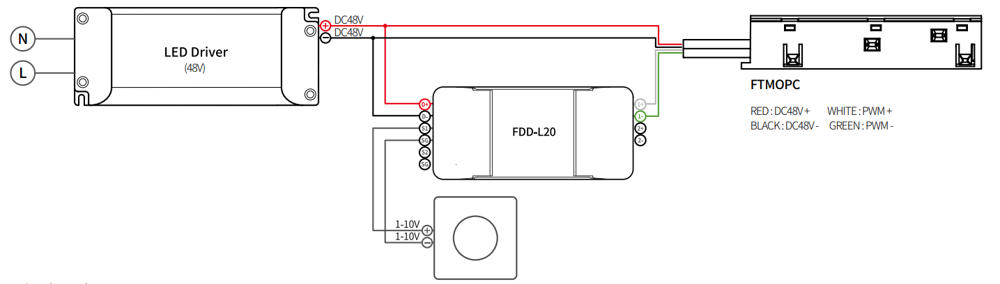 N
L
LED Driver
(48V)
DC48V
DC48V
D+
D-
S1
SG
S2
SG
FDD-L20
1+
1-
2+
2-
1-10V
1-10V
FTMOPC
RED : DC48V + WHITE : PWM +
BLACK : DC48V - GREEN : PWM -